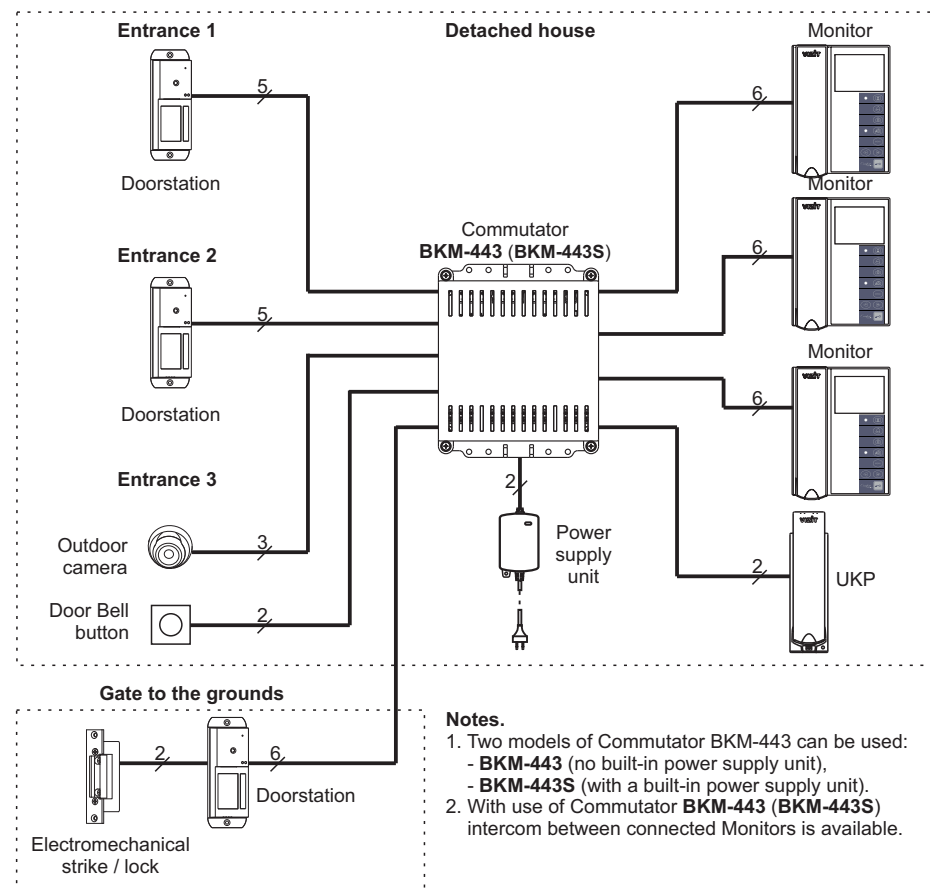 Entrance 1
Detached house
Monitor
VIZIT
5
6
Doorstation
Monitor
VIZIT
Commutator
BKM-443 (BKM-443S)
Entrance 2
6
5
Monitor
VIZIT
Doorstation
6
Entrance 3
2
VIZIT
Outdoor
camera
3
Power
supply
unit
2
UKP
Door Bell
button
2
Gate to the grounds
2
6
Doorstation
Electromechanical
strike / lock
Notes.
1. Two models of Commutator BKM-443 can be used:
- BKM-443 (no built-in power supply unit),
- BKM-443S (with a built-in power supply unit).
2. With use of Commutator BKM-443 (BKM-443S)
intercom between connected Monitors is available.